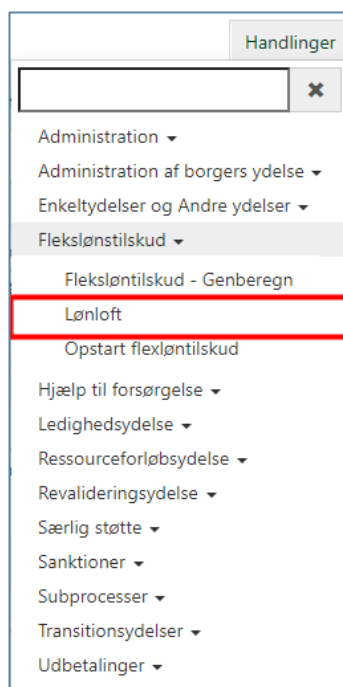 Handlinger
Administration
Administration af borgers ydelse
Enkeltydelser og Andre ydelser
Flekslønstilskud
Fleksløntilskud - Genberegn
Lønloft
Opstart flexløntilskud
Hjælp til forsørgelse
Ledighedsydelse
Ressourceforløbsydelse
Revalideringsydelse
Særlig støtte
Sanktioner
Subprocesser
Transitionsydelser
Udbetalinger